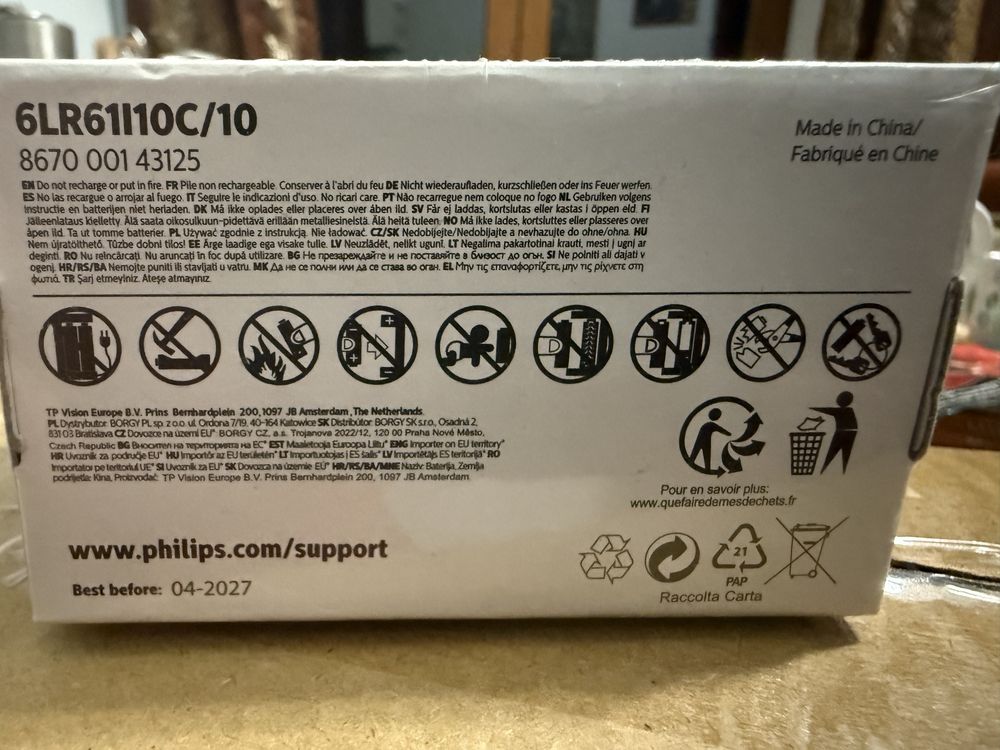 6LR61I10C/10
8670 001 43125
Made in China/
Fabriqué en Chine
EN Do not recharge or put in fire. FR Pile non rechargeable. Conserver à l'abri du feu DE Nicht wiederaufladen, kurzschließen oder ins Feuer werfen.
ES No las recargue o arrojar al fuego. IT Seguire le indicazioni d'uso. No ricari care. PT Não recarregue nem coloque no fogo NL Gebruiken volgens
instructie en batterijen niet herladen. DK Må ikke oplades eller placeres over åben ild. SV Får ej laddas, kortslutas eller kastas i öppen eld. FI
Jälleenlataus kielletty. Älä saata oikosulkuun-pidettävä erillään metalliesineistä. Älä heitä tuleen. NO Må ikke lades, kortsluttes eller plasseres over
åpen ild. Ta ut tomme batterier. PL Używać zgodnie z instrukcją. Nie ładować. CZ/SK Nedobíjejte/Nedobíjajte a nevhazujte do ohne/ohna. HU
Nem újratölthető. Tűzbe dobni tilos! EE Ärge laadige ega visake tulle. LV Neuzlādēt, nelikt uguni. LT Negalima pakartotinai krauti, mesti į ugnį ar
deginti. RO Nu reîncărcați. Nu aruncați în foc după utilizare. BG Не презареждайте и не поставяйте в близост до огън. SI Ne polniti ali dajati v
ogenj. HR/RS/BA Nemojte puniti ili stavljati u vatru. MK Да не се полни или да се става во оган. EL Μην τις επαναφορτίζετε, μην τις ρίχνετε στη
φωτιά. TR Şarj etmeyiniz. Ateşe atmayınız.
TP Vision Europe B.V. Prins Bernhardplein 200, 1097 JB Amsterdam, The Netherlands.
PL Dystrybutor: BORGY PL sp. z o.o. ul. Ordona 7/19, 40-164 Katowice SK Distribútor: BORGY SK s.r.o., Osadná 2,
831 03 Bratislava CZ Dovozce na území EU* BORGY CZ, a.s. Trojanova 2022/12, 120 00 Praha Nové Město,
Czech Republic BG Вносител на територията на ЕС* EST Maaletooja Euroopa Liitu* ENG Importer on EU territory*
HR Uvoznik za područje EU* HU Importőr az EU területén* LT Importuotojas į ES šalis* LV Importētājs ES teritorijā* RO
Importator pe teritoriul UE* SI Uvoznik za EU* SK Dovozca na územie EÚ* HR/RS/BA/MNE Naziv: Baterija, Zemlja
podrijetla: Kina, Proizvođač: TP Vision Europe B.V. Prins Bernhardplein 200, 1097 JB Amsterdam
Pour en savoir plus:
www.quefairedemesdechets.fr
www.philips.com/support
Best before: 04-2027
21
PAP
Raccolta Carta